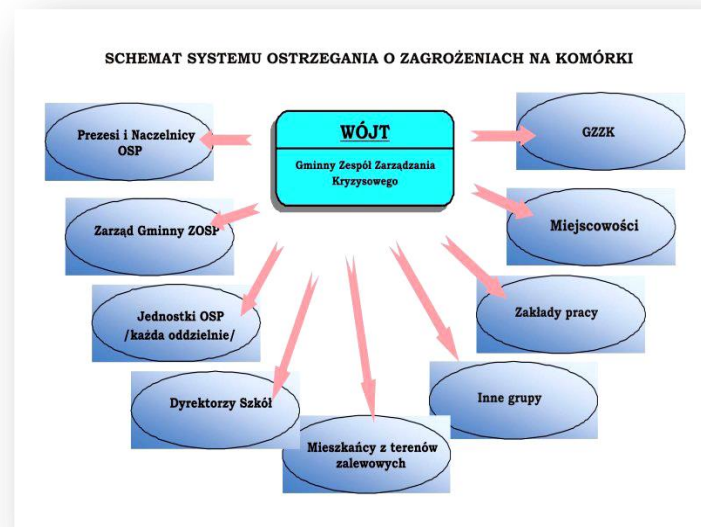 SCHEMAT SYSTEMU OSTRZEGANIA O ZAGROŻENIACH NA KOMÓRKI
WÓJT
Gminny Zespół Zarządzania
Kryzysowego
Prezesi i Naczelnicy
OSP
GZZK
Zarząd Gminny ZOSP
Miejscowości
Jednostki OSP
/każda oddzielnie/
Zakłady pracy
Dyrektorzy Szkół
Inne grupy
Mieszkańcy z terenów
zalewowych